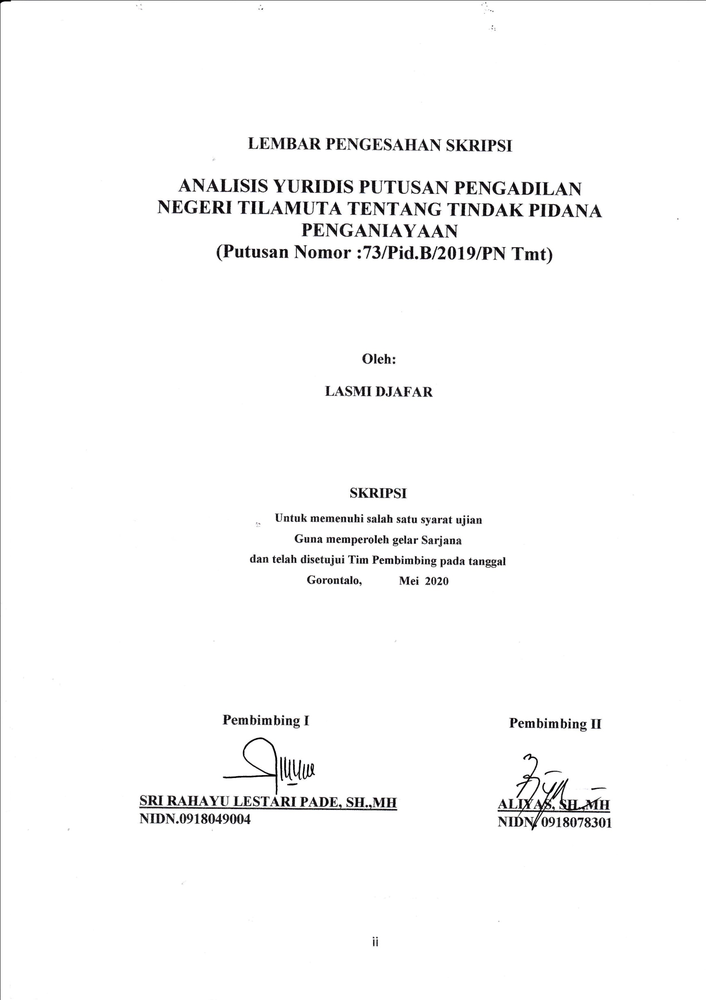 LEMBAR PENGESAHAN SKRIPSI
ANALISIS YURIDIS PUTUSAN PENGADILAN
NEGERI TILAMUTA TENTANG TINDAK PIDANA
PENGANIAYAAN
(Putusan Nomor :73/Pid.B/2019/PN Tmt)
Oleh:
LASMI DJAFAR
SKRIPSI
Untuk memenuhi salah satu syarat ujian
Guna memperoleh gelar Sarjana
dan telah disetujui Tim Pembimbing pada tanggal
Gorontalo, Mei 2020
Pembimbing I
SRI RAHAYU LESTARI PADE, SH.,MH
NIDN.0918049004
Pembimbing II
ALIYAS, SH.,MH
NIDN. 0918078301
ii